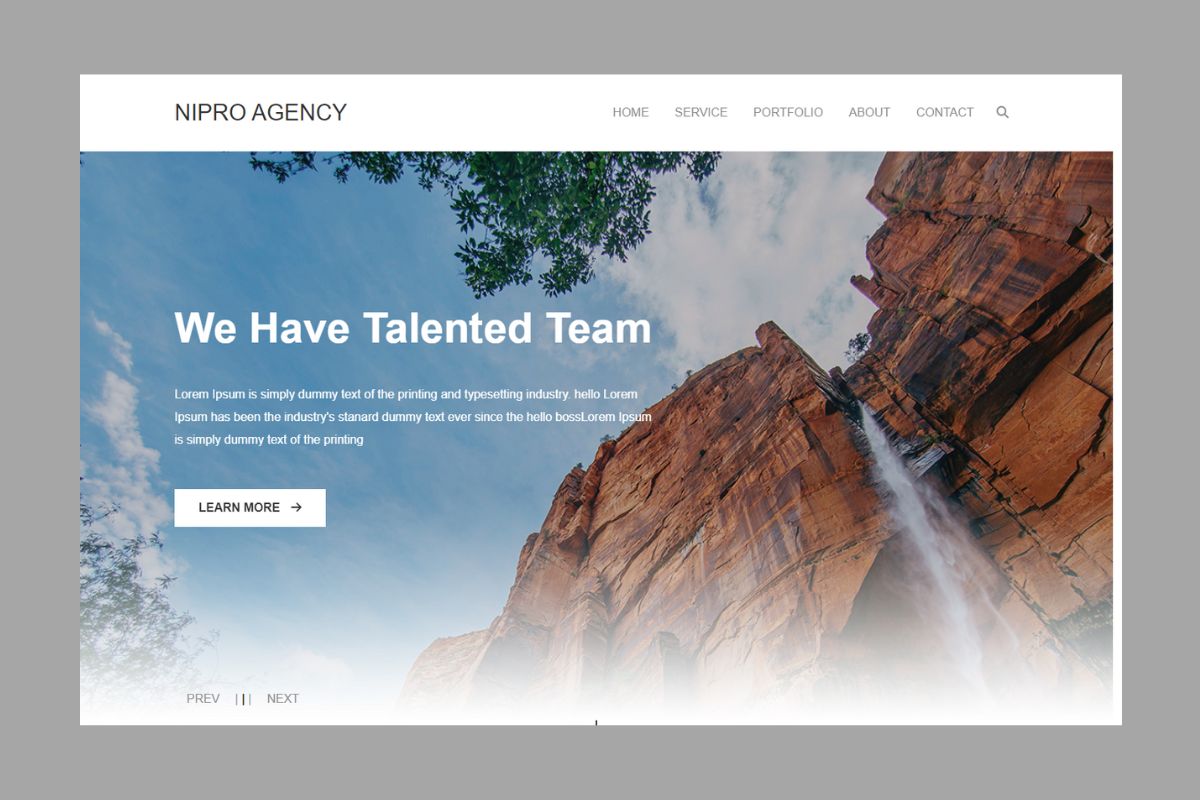 NIPRO AGENCY
HOME SERVICE PORTFOLIO ABOUT CONTACT
We Have Talented Team
Lorem Ipsum is simply dummy text of the printing and typesetting industry. hello Lorem
Ipsum has been the industry's stanard dummy text ever since the hello bossLorem Ipsum
is simply dummy text of the printing
LEARN MORE →
PREV | | | NEXT